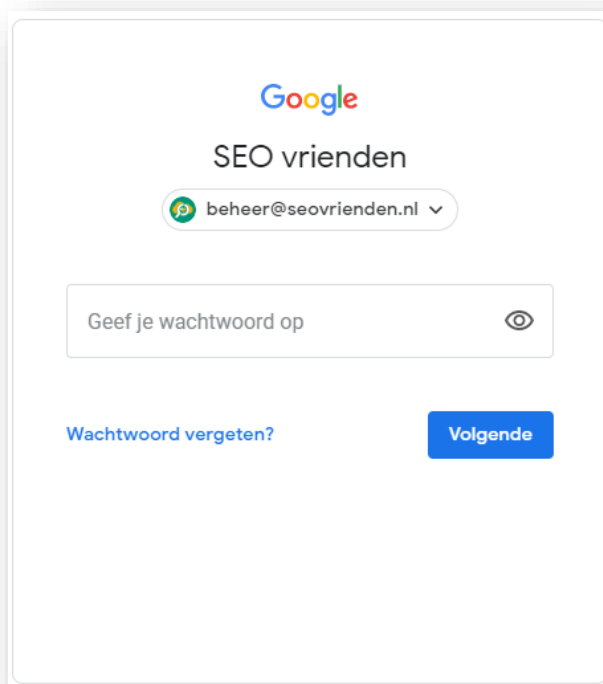 Google
SEO vrienden
beheer@seovrienden.nl
Geef je wachtwoord op
Wachtwoord vergeten?
Volgende